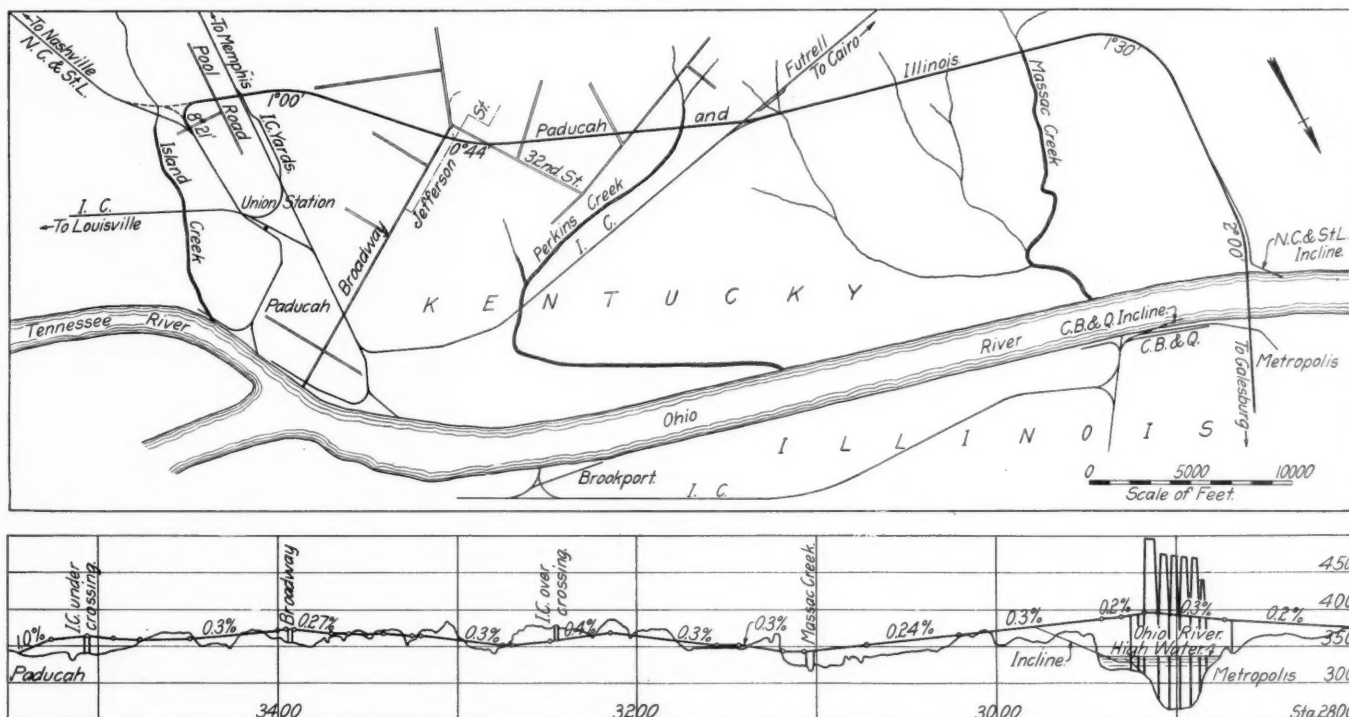 ←To Nashville
N.C. & St.L.
←To Memphis
Pool
Road
I.C. Yards.
8°21'
1°00'
Island
Creek
I. C.
←To Louisville
Union Station
Paducah
Broadway
Jefferson
St.
0°44'
32nd St.
Paducah and Illinois.
Perkins Creek
I. C.
Futrell
To Cairo→
Massac Creek
1°30'
2°00'
N.C. & St.L.
Incline.
KENTUCKY
Tennessee River
Ohio River
C.B. & Q. Incline.
C.B. & Q.
Metropolis
To Galesburg→
ILLINOIS
Brookport.
I. C.
0 5000 10000
Scale of Feet.
I.C. under
crossing.
Broadway
I.C. over
crossing.
Massac Creek.
450
400
350
300
1.0%
0.3%
0.27%
0.3%
0.4%
0.3%
0.3%
0.24%
0.3%
0.2%
0.3%
0.2%
Ohio River.
High Water.
Incline.
Paducah
Metropolis
3400
3200
3000
Sta. 2800